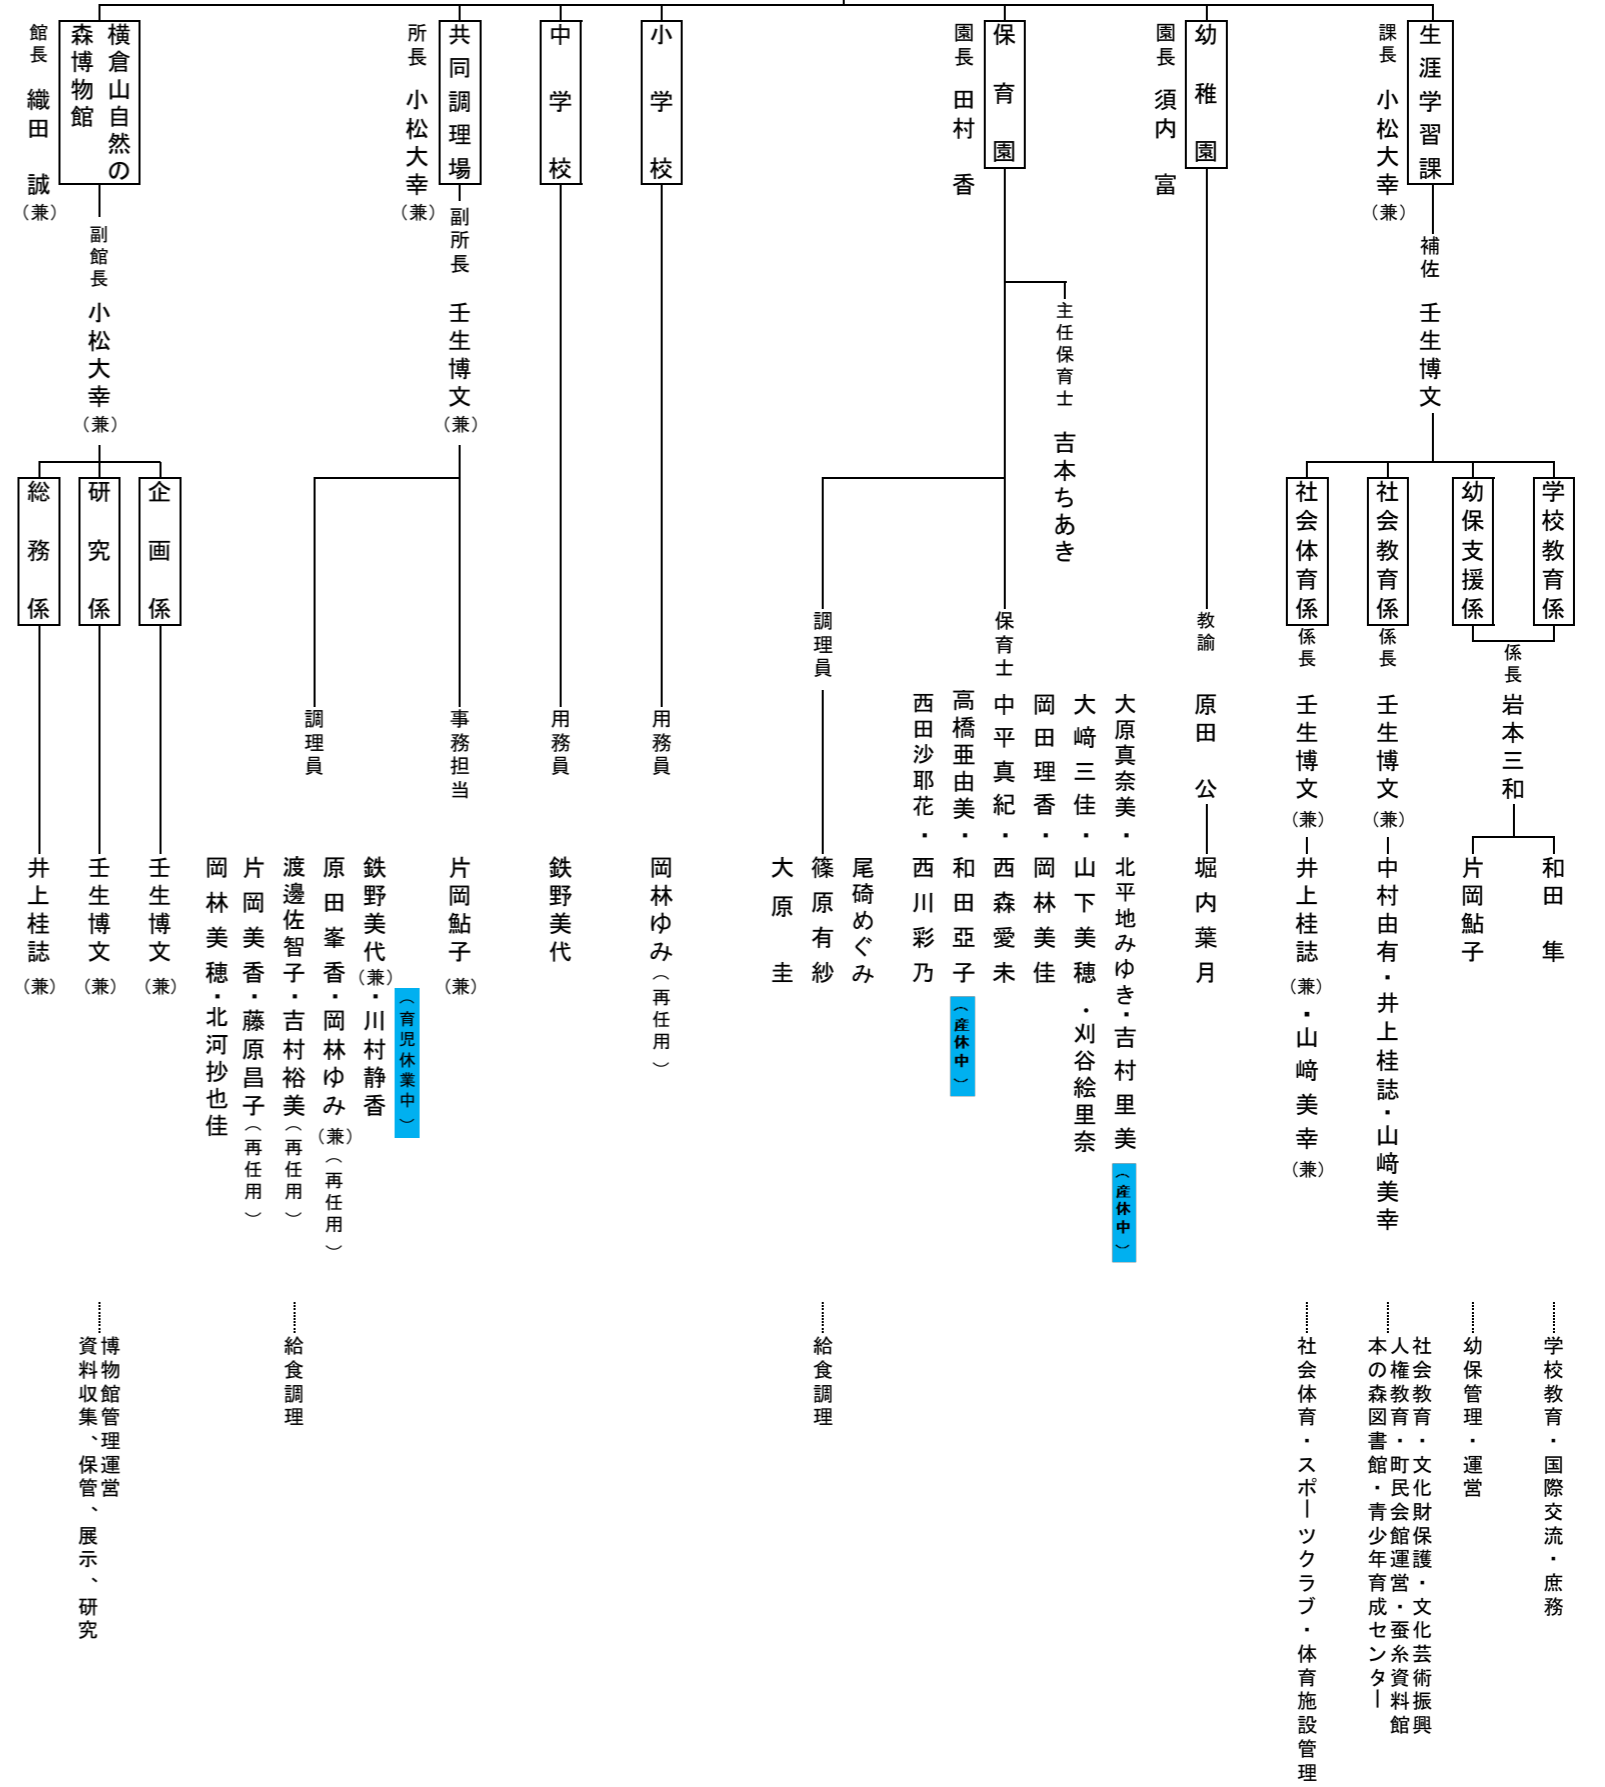 生涯学習課
課長 小松大幸(兼)
補佐 壬生博文
学校教育係
幼保支援係
係長 岩本三和
和田 隼
片岡鮎子
学校教育・国際交流・庶務
幼保管理・運営
社会教育係
係長 壬生博文(兼)
中村由有・井上桂誌・山﨑美幸
社会教育・文化財保護・文化芸術振興
人権教育・町民会館運営・蚕糸資料館
本の森図書館・青少年育成センター
社会体育係
係長 壬生博文(兼)
井上桂誌(兼)・山﨑美幸(兼)
社会体育・スポーツクラブ・体育施設管理
幼稚園
園長 須内 富
教諭 原田 公
堀内葉月
保育園
園長 田村 香
主任保育士 吉本ちあき
保育士
大原真奈美・北平地みゆき・吉村里美(産休中)
大﨑三佳・山下美穂・刈谷絵里奈
岡田理香・岡林美佳
中平真紀・西森愛未
高橋亜由美・和田亞子(産休中)
西田沙耶花・西川彩乃
調理員
尾碕めぐみ
篠原有紗
大原 圭
給食調理
小学校
用務員 岡林ゆみ(再任用)
中学校
用務員 鉄野美代
共同調理場
所長 小松大幸(兼)
副所長 壬生博文(兼)
事務担当 片岡鮎子(兼)
調理員
鉄野美代(兼)・川村静香(育児休業中)
原田峯香・岡林ゆみ(兼)(再任用)
渡邊佐智子・吉村裕美(再任用)
片岡美香・藤原昌子(再任用)
岡林美穂・北河抄也佳
給食調理
横倉山自然の
森博物館
館長 織田 誠(兼)
副館長 小松大幸(兼)
企画係
壬生博文(兼)
研究係
壬生博文(兼)
総務係
井上桂誌(兼)
博物館管理運営
資料収集、保管、展示、研究